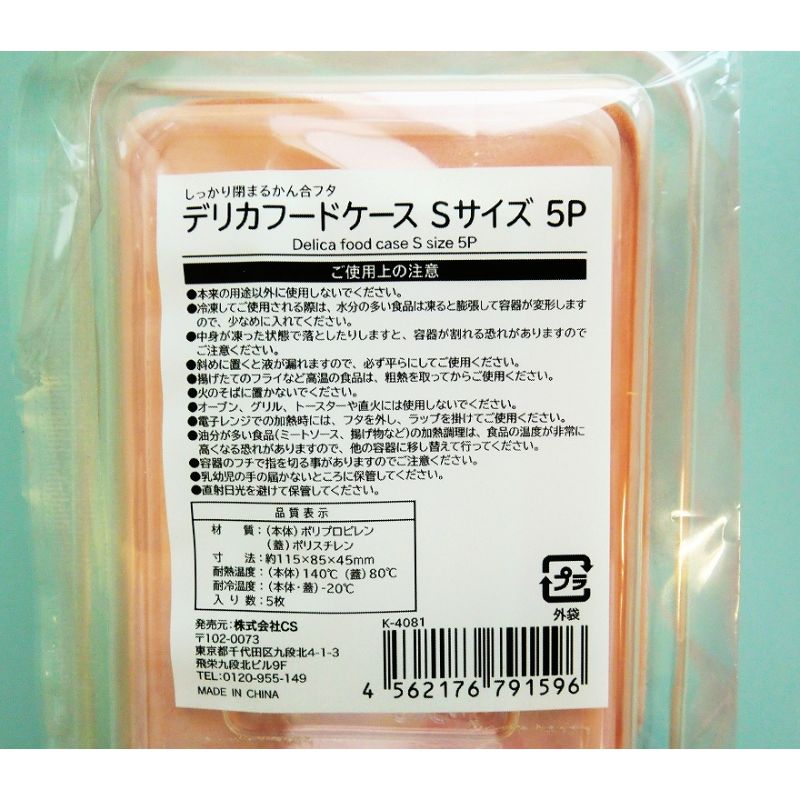 しっかり閉まるかん合フタ
デリカフードケース Sサイズ 5P
Delica food case S size 5P
ご使用上の注意
●本来の用途以外に使用しないでください。
●冷凍してご使用される際は、水分の多い食品は凍ると膨張して容器が変形します
ので、少なめに入れてください。
●中身が凍った状態で落としたりしますと、容器が割れる恐れがありますので
ご注意ください。
●斜めに置くと液が漏れますので、必ず平らにしてご使用ください。
●揚げたてのフライなど高温の食品は、粗熱を取ってからご使用ください。
●火のそばに置かないでください。
●オーブン、グリル、トースターや直火には使用しないでください。
●電子レンジでの加熱時には、フタを外し、ラップを掛けてご使用ください。
●油分が多い食品(ミートソース、揚げ物など)の加熱調理は、食品の温度が非常に
高くなる恐れがありますので、他の容器に移し替えて行ってください。
●容器のフチで指を切る事がありますのでご注意ください。
●乳幼児の手の届かないところに保管してください。
●直射日光を避けて保管してください。
品質表示
材質:(本体)ポリプロピレン
(蓋)ポリスチレン
寸法:約115×85×45mm
耐熱温度:(本体)140℃(蓋)80℃
耐冷温度:(本体・蓋)-20℃
入り数:5枚
プラ
外袋
発売元:株式会社CS
〒102-0073
東京都千代田区九段北4-1-3
飛栄九段北ビル9F
TEL:0120-955-149
MADE IN CHINA
K-4081
4 562176 791596